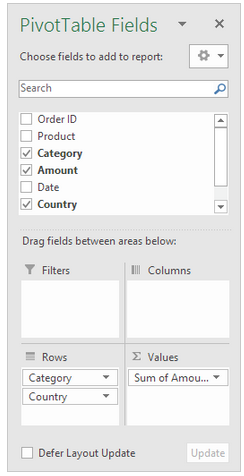 PivotTable Fields
Choose fields to add to report:
Search
Order ID
Product
Category
Amount
Date
Country
Drag fields between areas below:
Filters
Columns
Rows
Σ Values
Category
Sum of Amou...
Country
Defer Layout Update
Update